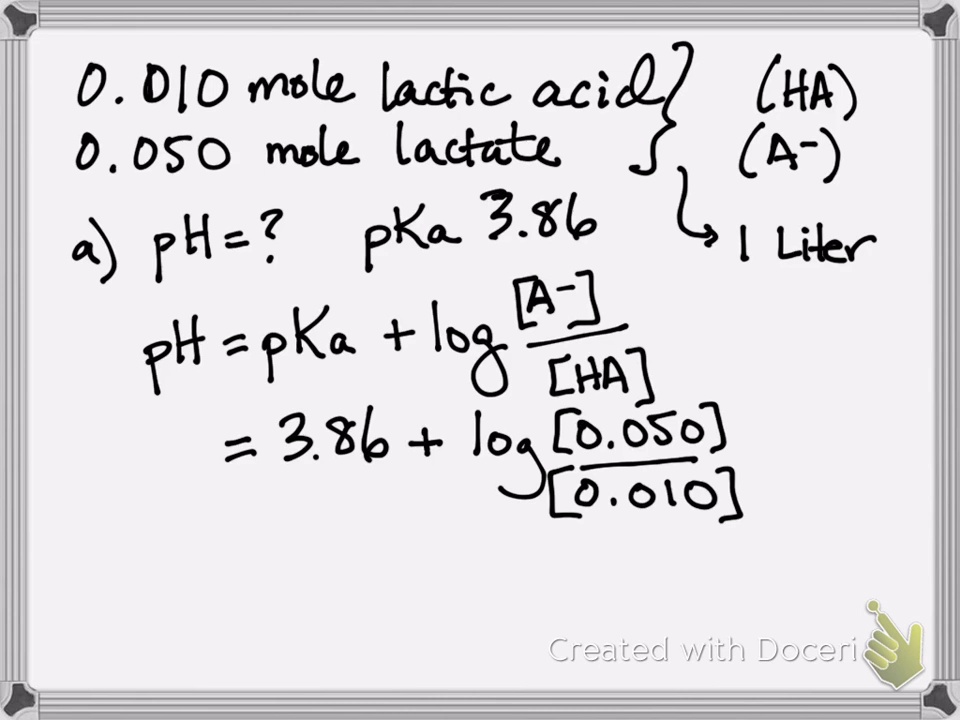 0.010 mole lactic acid } (HA)
0.050 mole lactate (A-)
a) pH = ? pKa 3.86 → 1 Liter
pH = pKa + log [A-] / [HA]
= 3.86 + log [0.050] / [0.010]
Created with Doceri